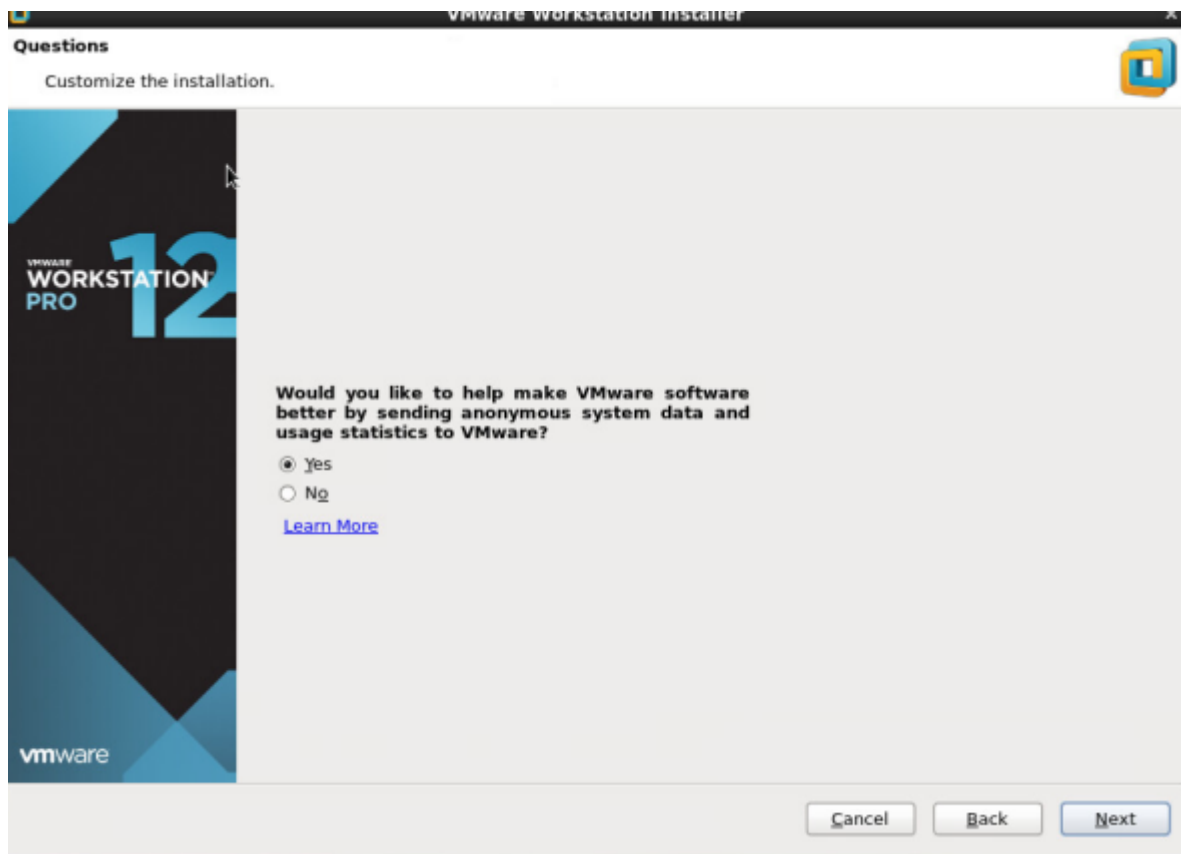 VMware Workstation Installer
Questions
Customize the installation.
VMWARE
WORKSTATION™
PRO
12
Would you like to help make VMware software
better by sending anonymous system data and
usage statistics to VMware?
Yes
No
Learn More
vmware
Cancel Back Next